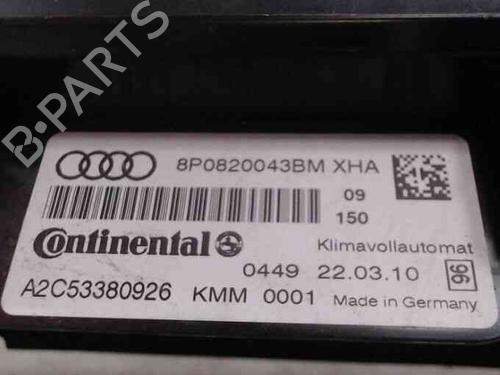 B-PARTS
8P0820043BM XHA
09
150
Continental
Klimavollautomat
0449 22.03.10
96
A2C53380926 KMM 0001 Made in Germany